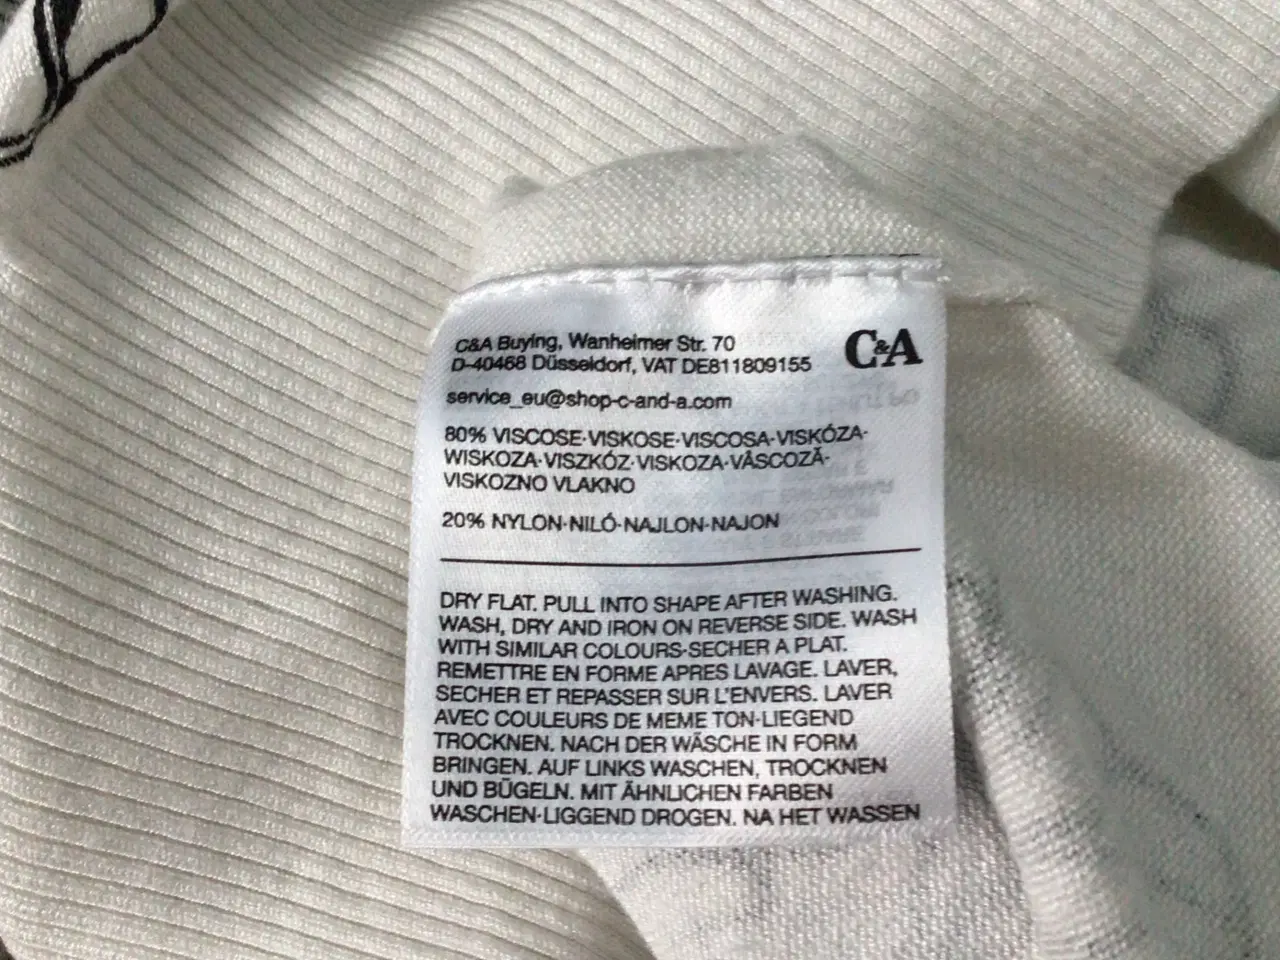 C&A Buying, Wanheimer Str. 70
D-40468 Düsseldorf, VAT DE811809155
C&A
service_eu@shop-c-and-a.com
80% VISCOSE·VISKOSE·VISCOSA·VISKÓZA·
WISKOZA·VISZKÓZ·VISKOZA·VÂSCOZĂ·
VISKOZNO VLAKNO
20% NYLON·NILÓ·NAJLON·NAJON
DRY FLAT. PULL INTO SHAPE AFTER WASHING.
WASH, DRY AND IRON ON REVERSE SIDE. WASH
WITH SIMILAR COLOURS·SECHER A PLAT.
REMETTRE EN FORME APRES LAVAGE. LAVER,
SECHER ET REPASSER SUR L'ENVERS. LAVER
AVEC COULEURS DE MEME TON·LIEGEND
TROCKNEN. NACH DER WÄSCHE IN FORM
BRINGEN. AUF LINKS WASCHEN, TROCKNEN
UND BÜGELN. MIT ÄHNLICHEN FARBEN
WASCHEN·LIGGEND DROGEN. NA HET WASSEN